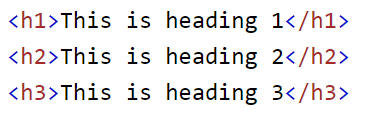 <h1>This is heading 1</h1>
<h2>This is heading 2</h2>
<h3>This is heading 3</h3>